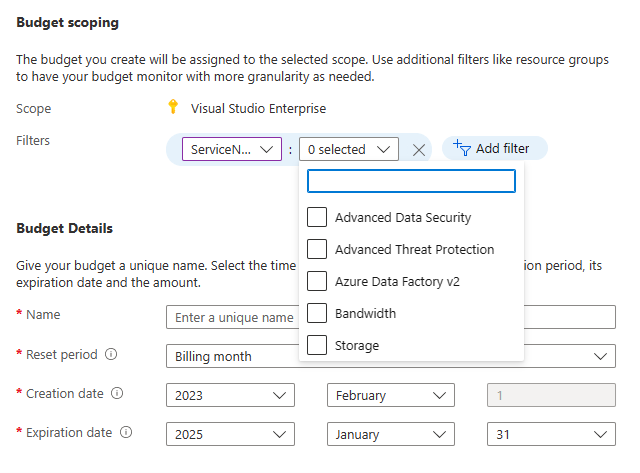 Budget scoping
The budget you create will be assigned to the selected scope. Use additional filters like resource groups
to have your budget monitor with more granularity as needed.
Scope
Visual Studio Enterprise
Filters
ServiceN...
:
0 selected
Add filter
Advanced Data Security
Advanced Threat Protection
Azure Data Factory v2
Bandwidth
Storage
Budget Details
Give your budget a unique name. Select the time
ion period, its
expiration date and the amount.
* Name
Enter a unique name
* Reset period
Billing month
* Creation date
2023
February
1
* Expiration date
2025
January
31